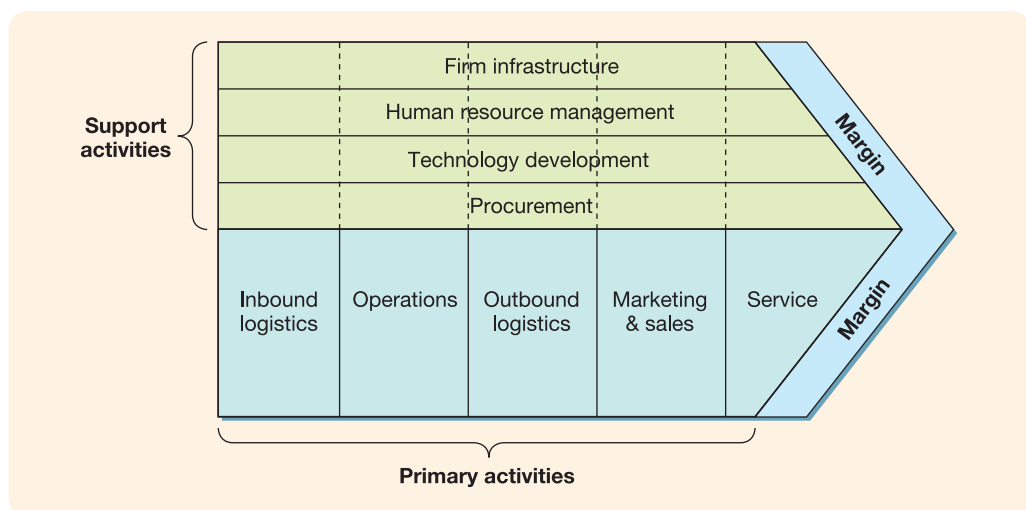 Firm infrastructure
Human resource management
Technology development
Procurement
Support
activities
Margin
Margin
Inbound
logistics
Operations
Outbound
logistics
Marketing
& sales
Service
Primary activities